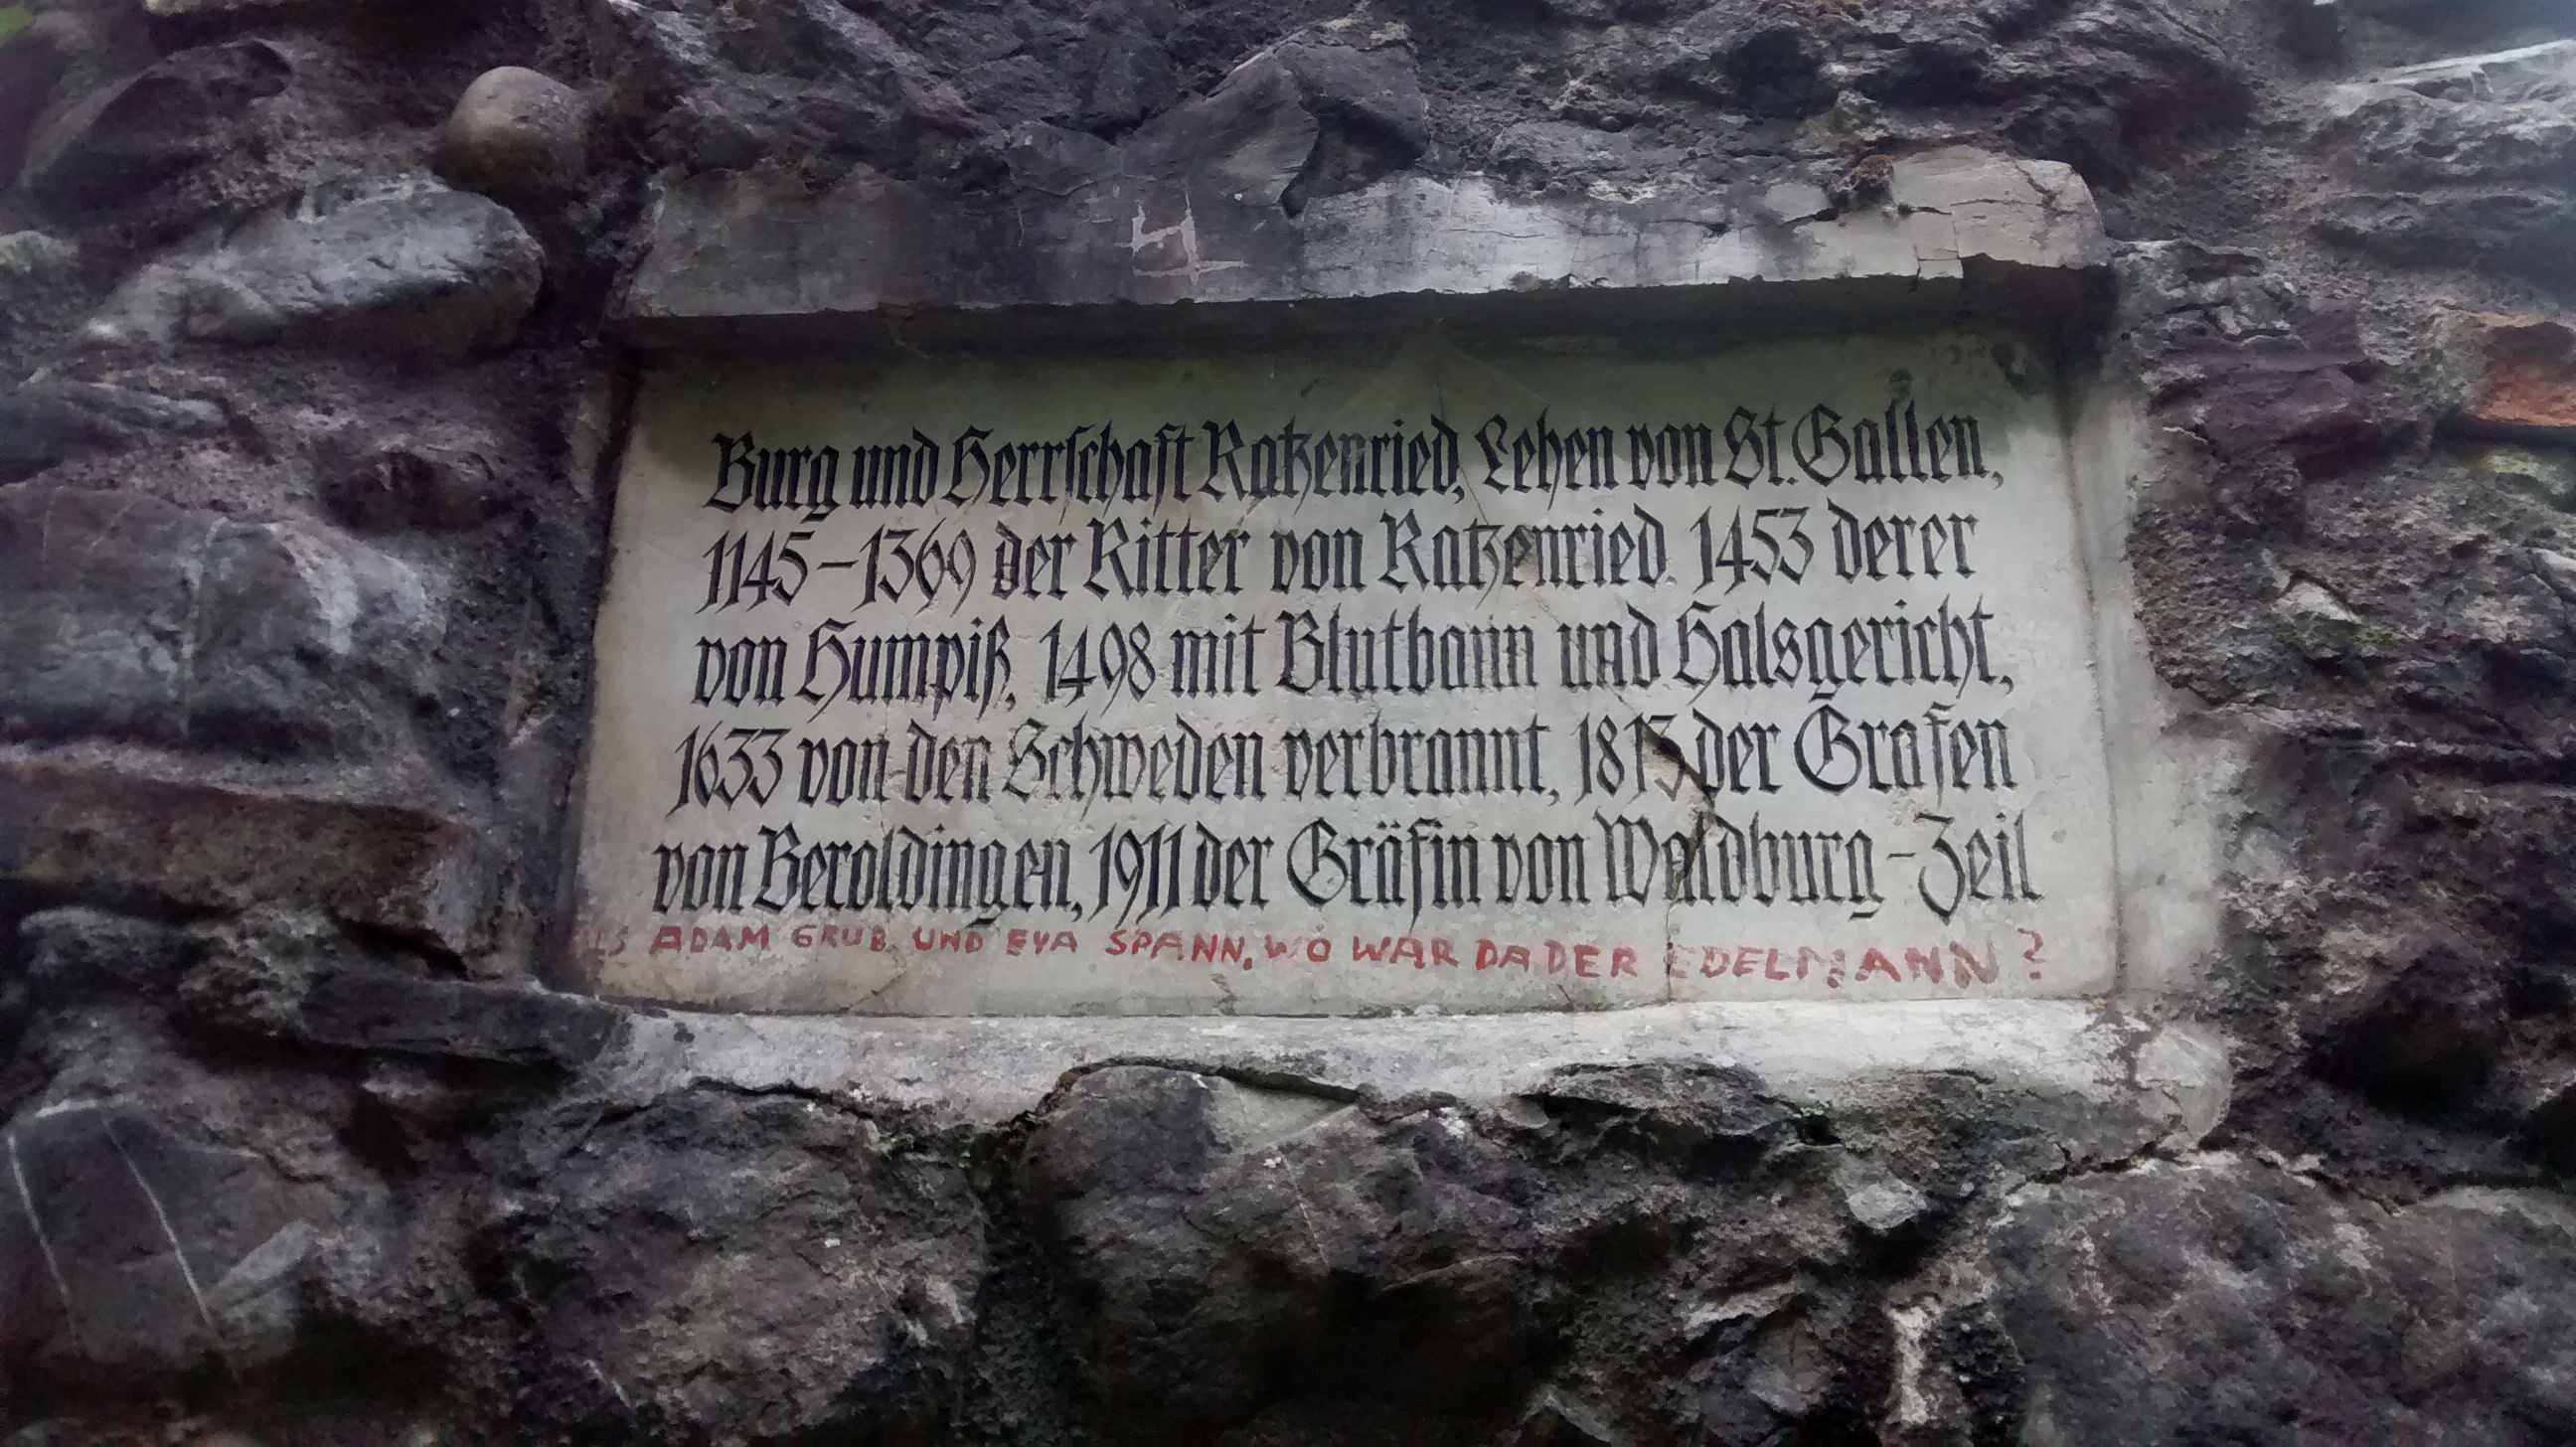 Burg und Herrschaft Ratzenried, Lehen von St. Gallen,
1145–1369 der Ritter von Ratzenried. 1453 derer
von Humpiß, 1498 mit Blutbann und Halsgericht,
1633 von den Schweden verbrannt, 1813 der Grafen
von Beroldingen, 1911 der Gräfin von Waldburg-Zeil
ALS ADAM GRUB UND EVA SPANN, WO WAR DA DER EDELMANN?